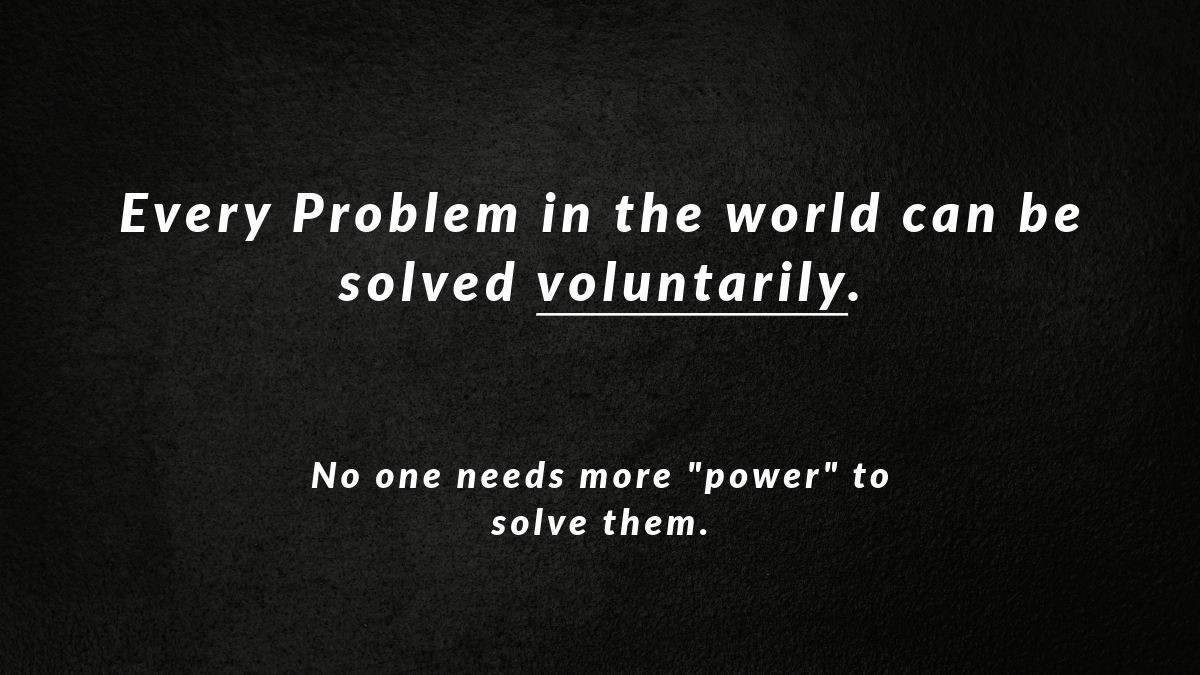 Every Problem in the world can be
solved voluntarily.
No one needs more "power" to
solve them.